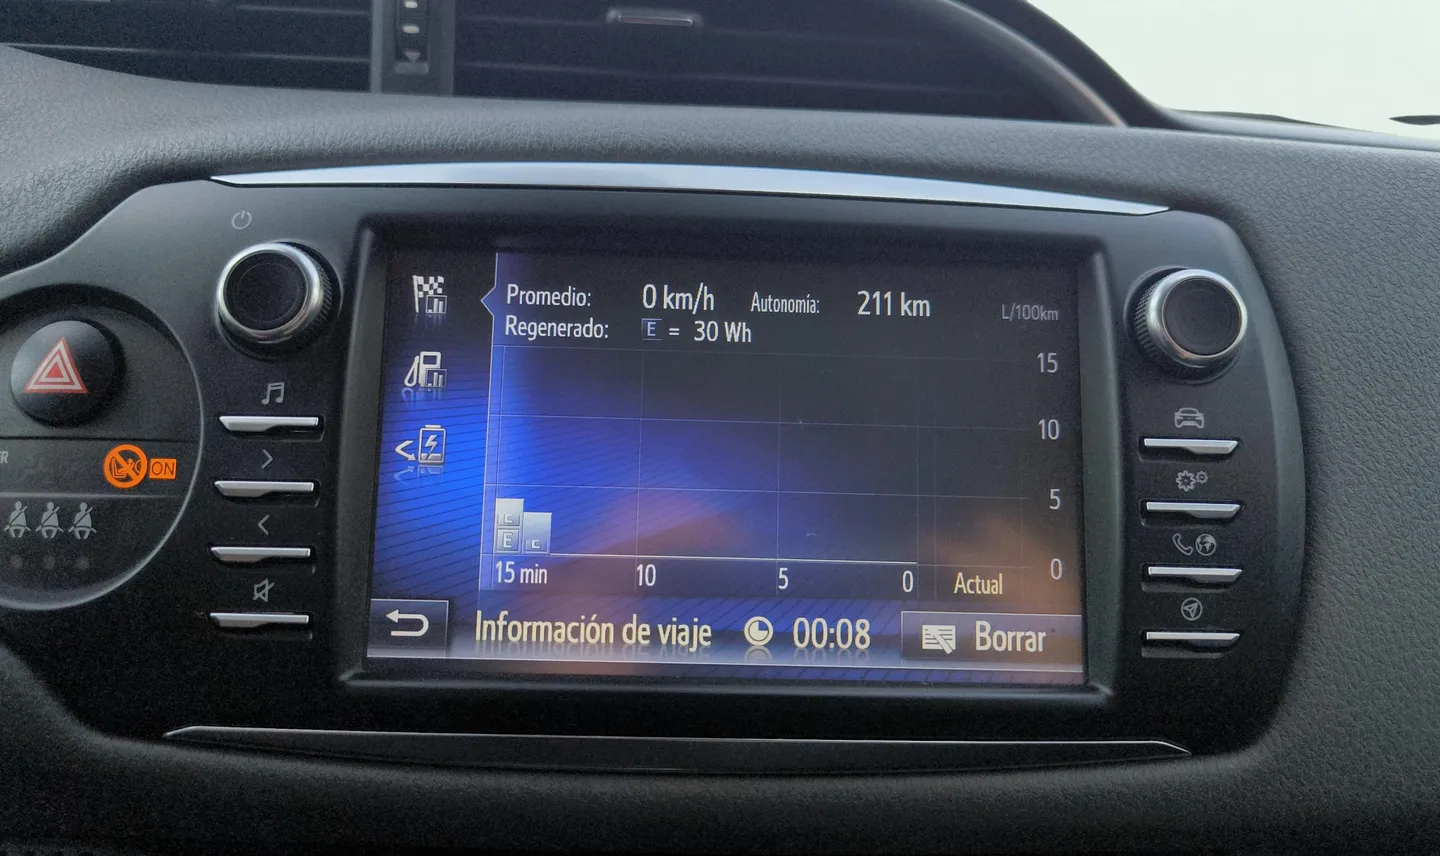 Promedio: 0 km/h Autonomía: 211 km L/100km
Regenerado: E = 30 Wh
15
10
5
0
E
E E
15 min 10 5 0 Actual
Información de viaje 00:08 Borrar
ON